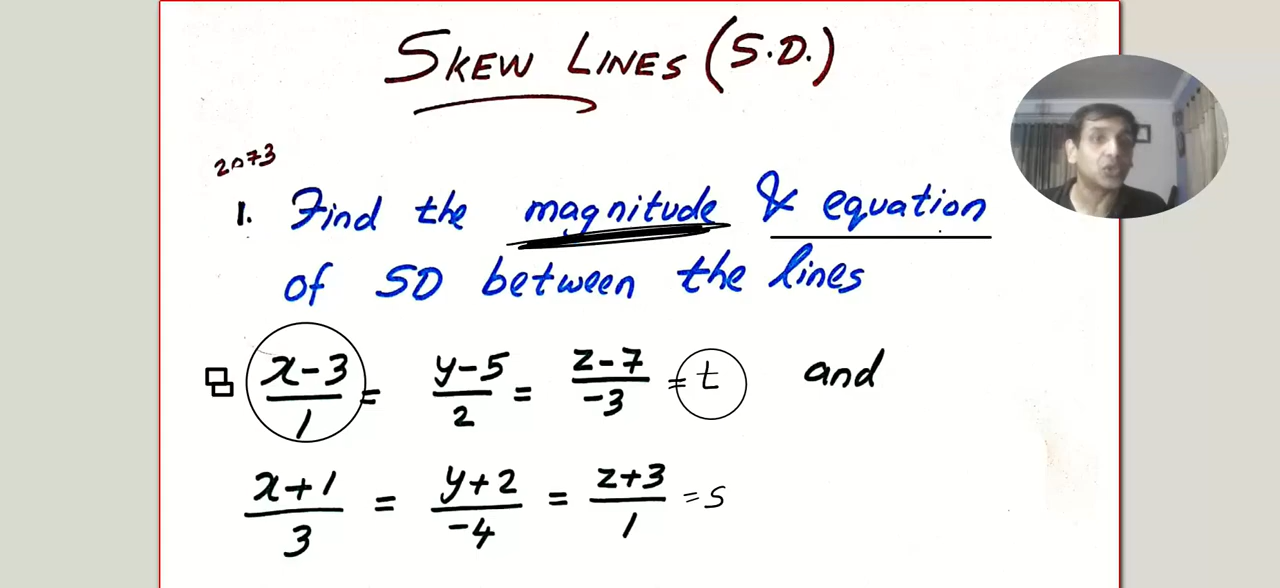 SKEW LINES (S.D.)
2073
1. Find the magnitude & equation
of SD between the lines
x-3/1 = y-5/2 = z-7/-3 = t and
x+1/3 = y+2/-4 = z+3/1 = s